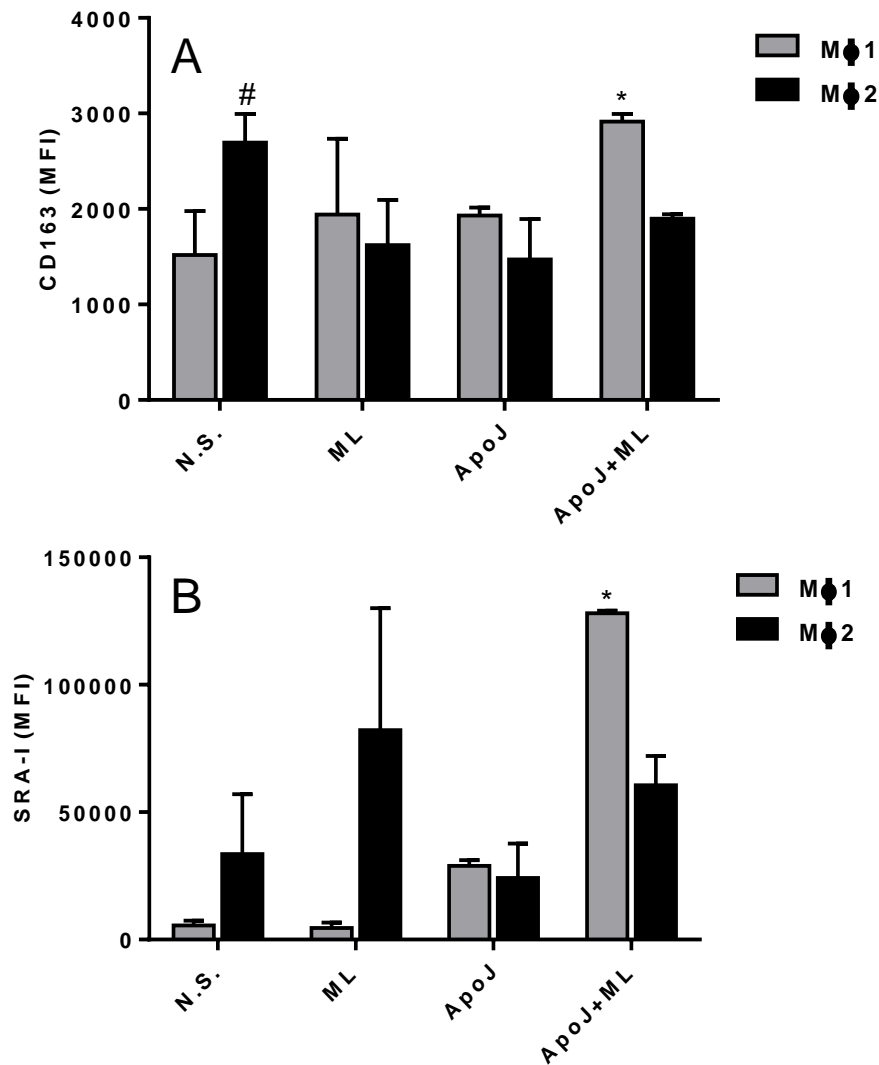 A
CD163 (MFI)
4000
3000
2000
1000
0
#
*
N.S.
ML
ApoJ
ApoJ+ML
Mϕ1
Mϕ2
B
SRA-I (MFI)
150000
100000
50000
0
*
N.S.
ML
ApoJ
ApoJ+ML
Mϕ1
Mϕ2